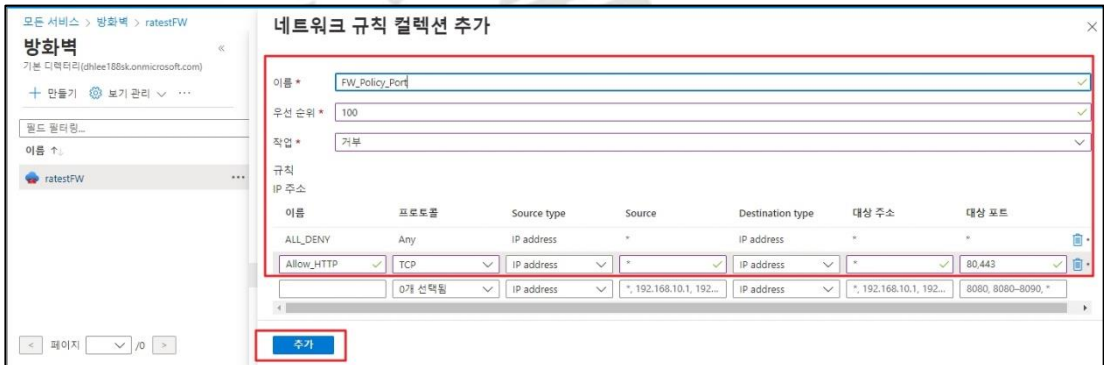 모든 서비스 > 방화벽 > ratestFW
방화벽
«
기본 디렉터리(dhlee188sk.onmicrosoft.com)
+ 만들기 보기 관리 ∨ ···
필드 필터링...
이름 ↑↓
ratestFW ···
< 페이지 /0 >
네트워크 규칙 컬렉션 추가
이름 * FW_Policy_Port
우선 순위 * 100
작업 * 거부
규칙
IP 주소
이름 프로토콜 Source type Source Destination type 대상 주소 대상 포트
ALL_DENY Any IP address * IP address * *
Allow_HTTP TCP IP address * IP address * 80,443
0개 선택됨 IP address *, 192.168.10.1, 192... IP address *, 192.168.10.1, 192... 8080, 8080-8090, *
추가